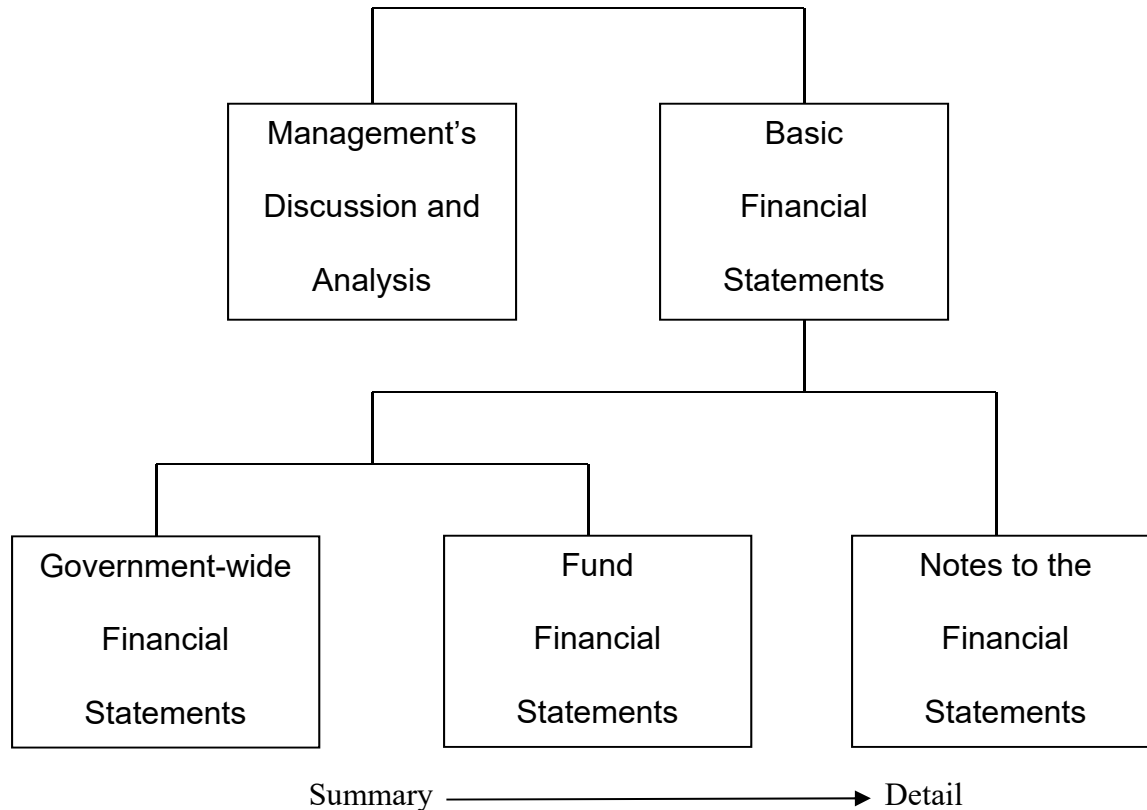 Management’s
Discussion and
Analysis
Basic
Financial
Statements
Government-wide
Financial
Statements
Fund
Financial
Statements
Notes to the
Financial
Statements
Summary
Detail